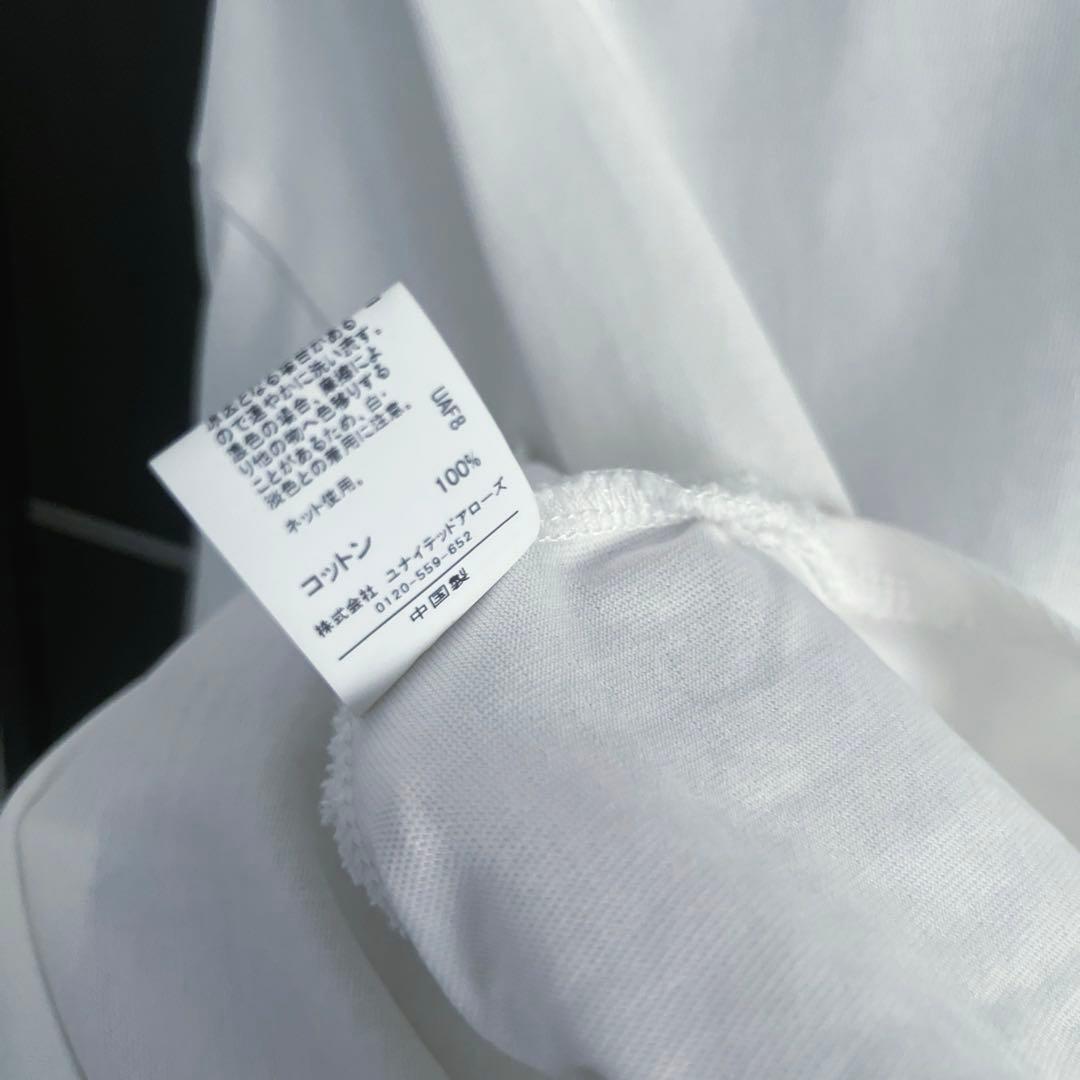 ので速やかに洗い流す。
濃色の場合、摩擦によ
り他の物へ色移りする
ことがあるため、白、
淡色との兼用に注意。
ネット使用。
UAF8
コットン 100%
株式会社 ユナイテッドアローズ
0120-559-652
中国製